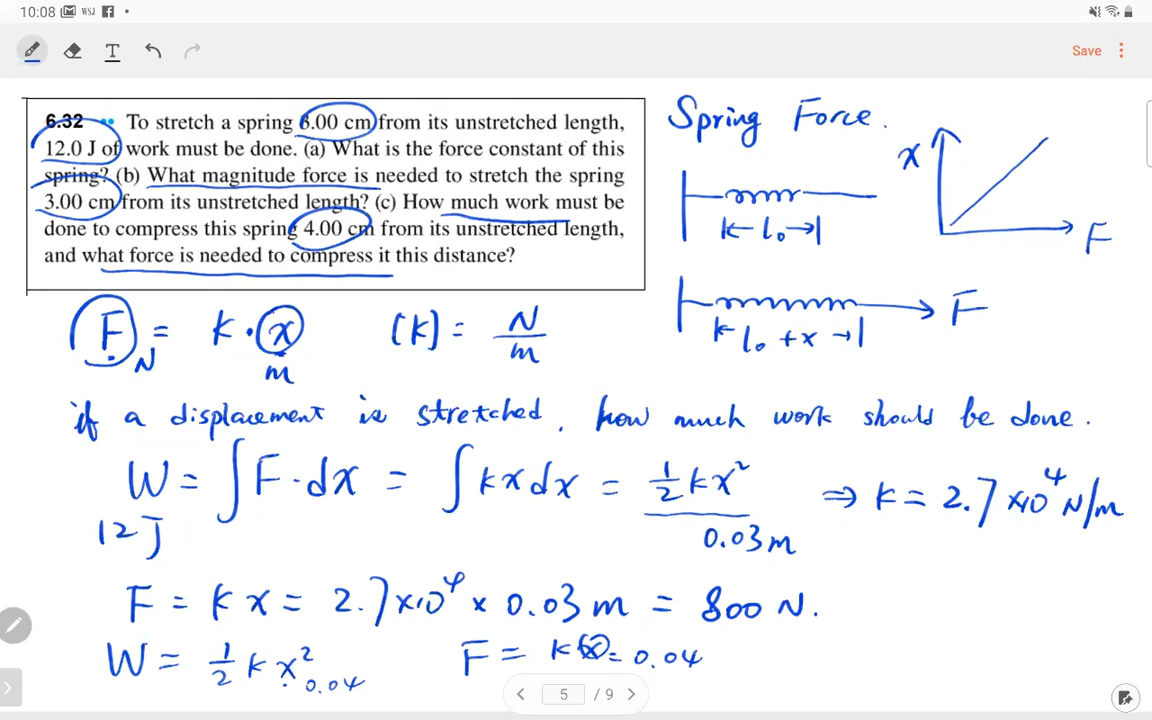 10:08 M WSJ
Save
6.32 •• To stretch a spring 3.00 cm from its unstretched length,
12.0 J of work must be done. (a) What is the force constant of this
spring? (b) What magnitude force is needed to stretch the spring
3.00 cm from its unstretched length? (c) How much work must be
done to compress this spring 4.00 cm from its unstretched length,
and what force is needed to compress it this distance?
Spring Force.
x
F
l₀
F
l₀ + x
F = k · x [k] = N/m
N m
if a displacement is stretched, how much work should be done.
W = ∫F·dx = ∫kxdx = ½kx² ⇒ k = 2.7×10⁴ N/m
12J 0.03m
F = kx = 2.7×10⁴ × 0.03m = 800 N.
W = ½kx² F = kx = 0.04
0.04
5 / 9